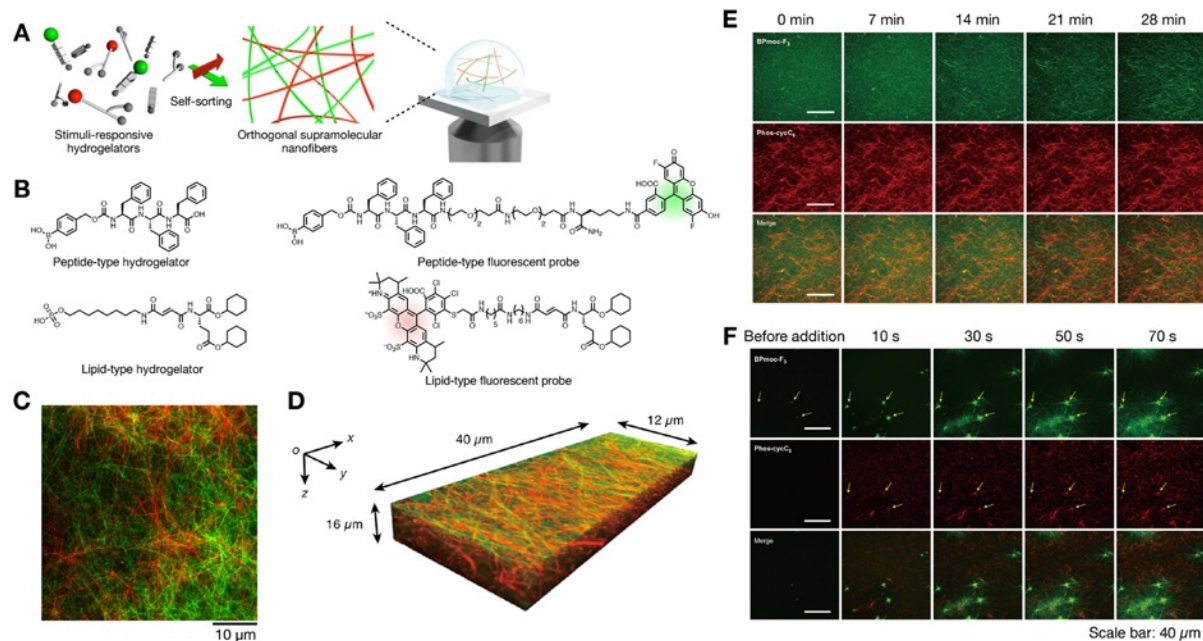 A
Self-sorting
Stimuli-responsive
hydrogelators
Orthogonal supramolecular
nanofibers
B
Peptide-type hydrogelator
Peptide-type fluorescent probe
Lipid-type hydrogelator
Lipid-type fluorescent probe
C
10 µm
D
o
x
y
z
40 µm
12 µm
16 µm
E
0 min 7 min 14 min 21 min 28 min
BPmoc-F₃
Phos-cycC₆
Merge
F
Before addition 10 s 30 s 50 s 70 s
BPmoc-F₃
Phos-cycC₆
Merge
Scale bar: 40 µm